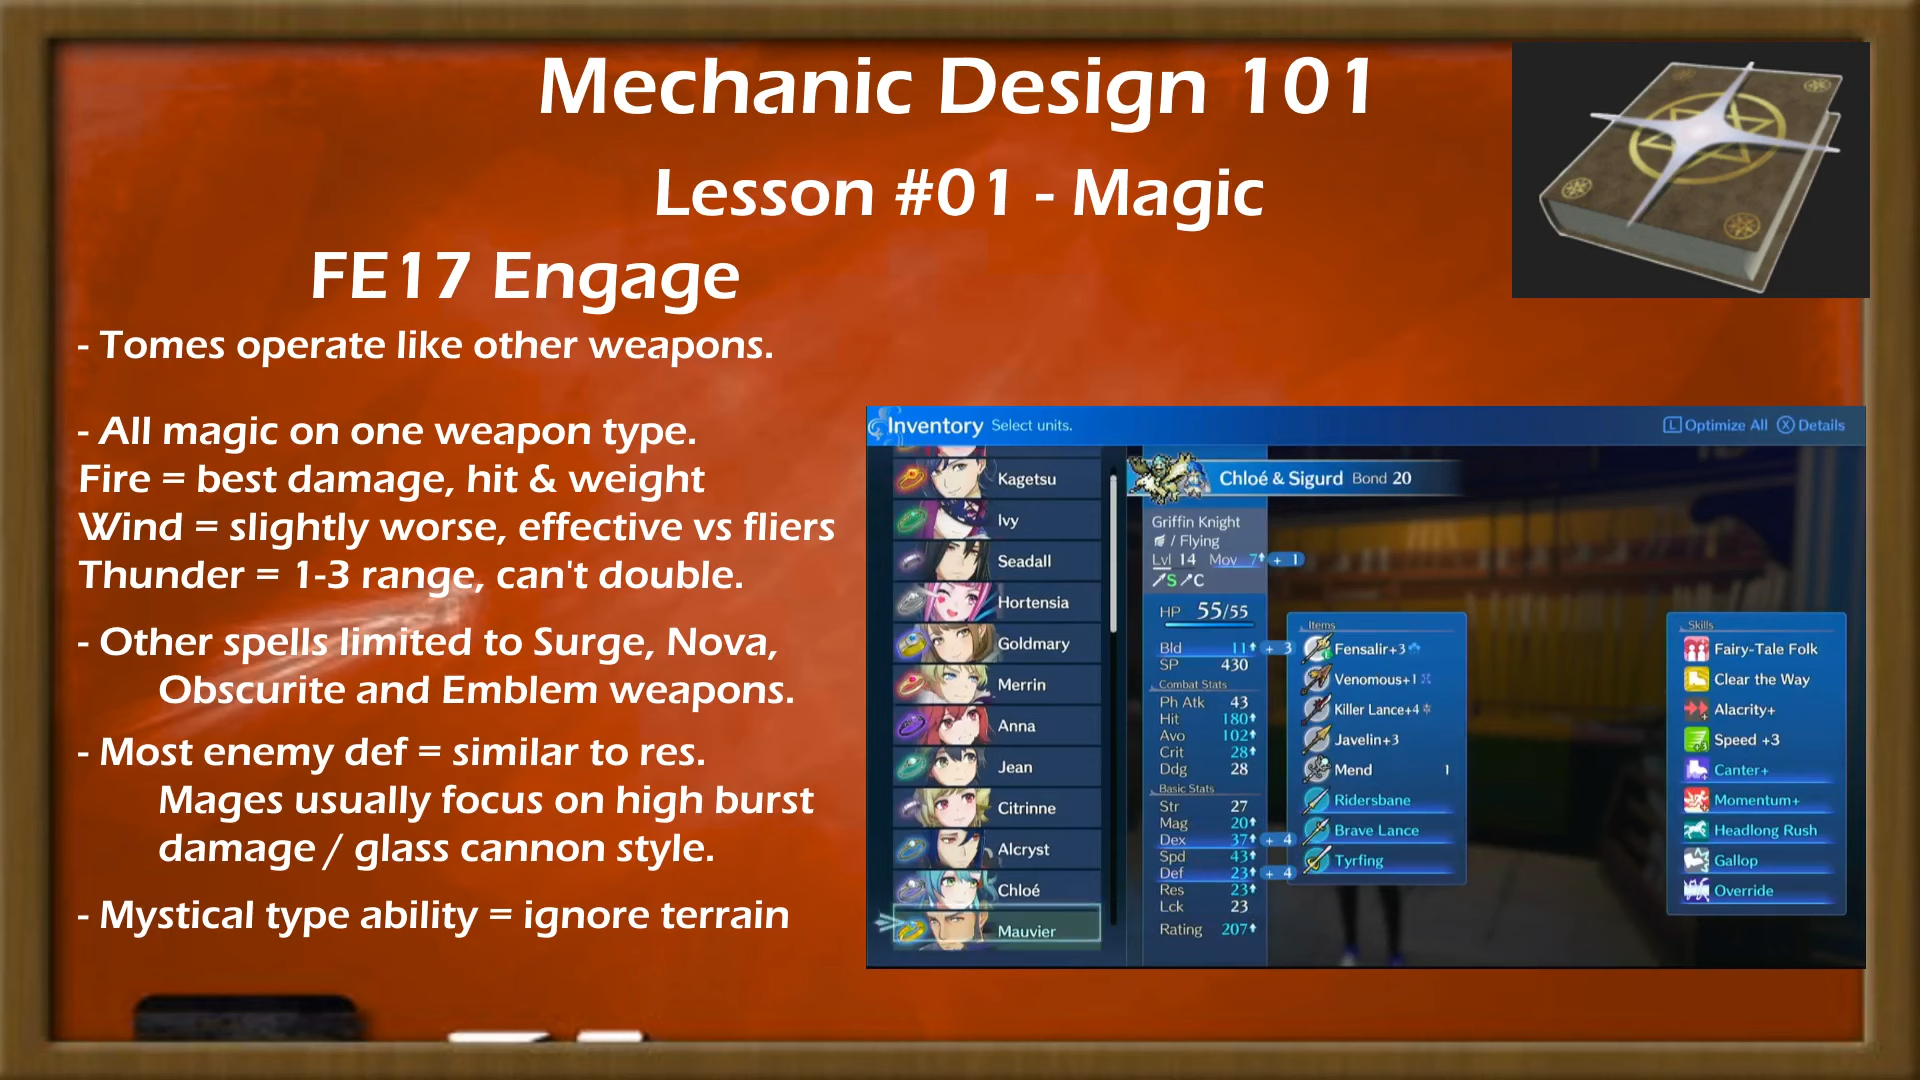 Mechanic Design 101
Lesson #01 - Magic
FE17 Engage
- Tomes operate like other weapons.
- All magic on one weapon type.
Fire = best damage, hit & weight
Wind = slightly worse, effective vs fliers
Thunder = 1-3 range, can't double.
- Other spells limited to Surge, Nova,
Obscurite and Emblem weapons.
- Most enemy def = similar to res.
Mages usually focus on high burst
damage / glass cannon style.
- Mystical type ability = ignore terrain
Inventory Select units.
L Optimize All X Details
Kagetsu
Ivy
Seadall
Hortensia
Goldmary
Merrin
Anna
Jean
Citrinne
Alcryst
Chloé
Mauvier
Chloé & Sigurd Bond 20
Griffin Knight
/ Flying
Lvl 14 Mov 7 + 1
S C
HP 55/55
Bld 11 + 3
SP 430
Combat Stats
Ph Atk 43
Hit 180
Avo 102
Crit 28
Ddg 28
Basic Stats
Str 27
Mag 20
Dex 37 + 4
Spd 43
Def 23 + 4
Res 23
Lck 23
Rating 207
Items
Fensalir+3
Venomous+1
Killer Lance+4
Javelin+3
Mend 1
Ridersbane
Brave Lance
Tyrfing
Skills
Fairy-Tale Folk
Clear the Way
Alacrity+
Speed +3
Canter+
Momentum+
Headlong Rush
Gallop
Override